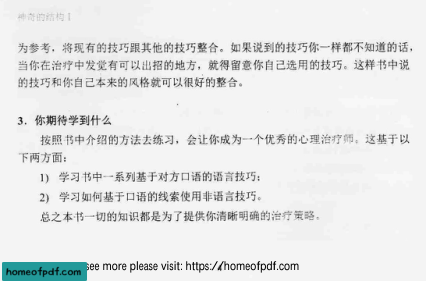 神奇的结构 I
为参考，将现有的技巧跟其他的技巧整合。如果说到的技巧你一样都不知道的话，
当你在治疗中发觉有可以出招的地方，就得留意你自己选用的技巧。这样书中说
的技巧和你自己本来的风格就可以很好的整合。
3．你期待学到什么
按照书中介绍的方法去练习，会让你成为一个优秀的心理治疗师。这基于以
下两方面：
1) 学习书中一系列基于对方口语的语言技巧；
2) 学习如何基于口语的线索使用非语言技巧。
总之本书一切的知识都是为了提供你清晰明确的治疗策略。
see more please visit: https://homeofpdf.com
homeofpdf.com